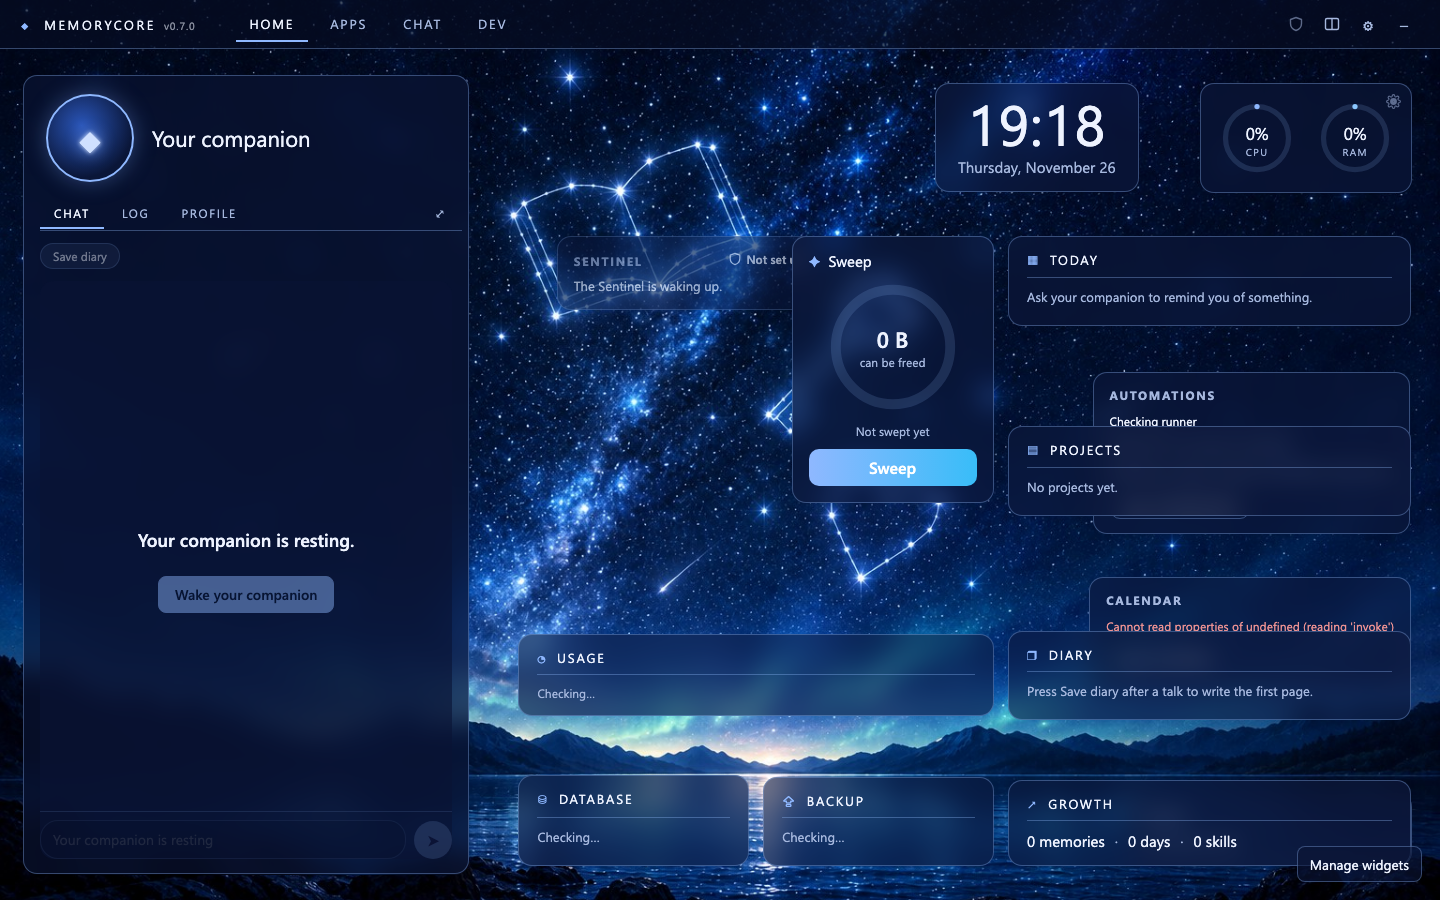 MEMORYCORE v0.7.0 HOME APPS CHAT DEV
Your companion
CHAT LOG PROFILE
Save diary
Your companion is resting.
Wake your companion
Your companion is resting
19:18
Thursday, November 26
0% CPU
0% RAM
SENTINEL Not set
The Sentinel is waking up.
Sweep
0 B
can be freed
Not swept yet
Sweep
TODAY
Ask your companion to remind you of something.
AUTOMATIONS
Checking runner
PROJECTS
No projects yet.
CALENDAR
Cannot read properties of undefined (reading 'invoke')
DIARY
Press Save diary after a talk to write the first page.
USAGE
Checking...
DATABASE
Checking...
BACKUP
Checking...
GROWTH
0 memories · 0 days · 0 skills
Manage widgets